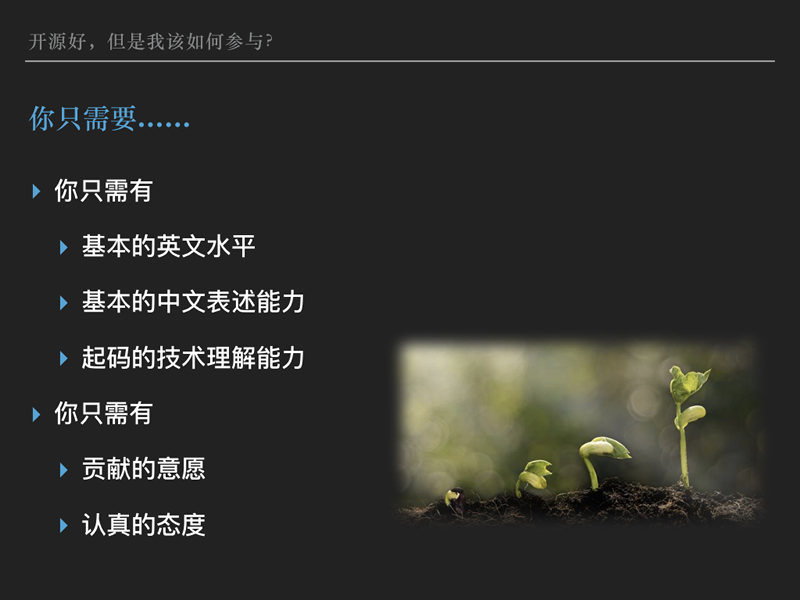 开源好，但是我该如何参与?
你只需要……
你只需有
基本的英文水平
基本的中文表述能力
起码的技术理解能力
你只需有
贡献的意愿
认真的态度